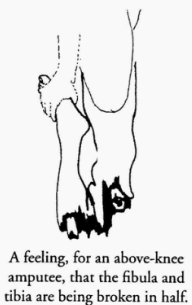 A feeling, for an above-knee
amputee, that the fibula and
tibia are being broken in half.